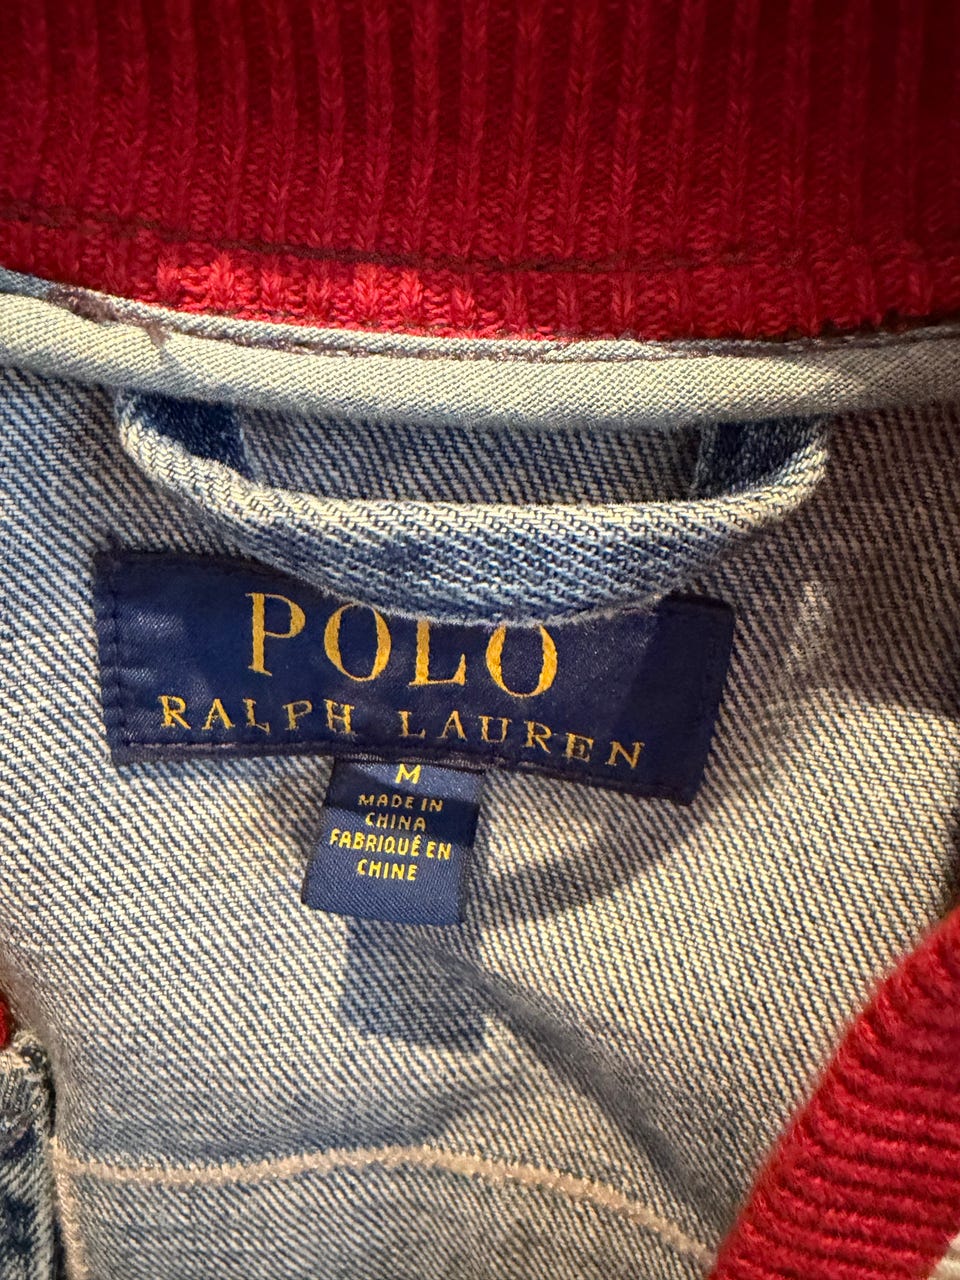 POLO
RALPH LAUREN
M
MADE IN
CHINA
FABRIQUÉ EN
CHINE